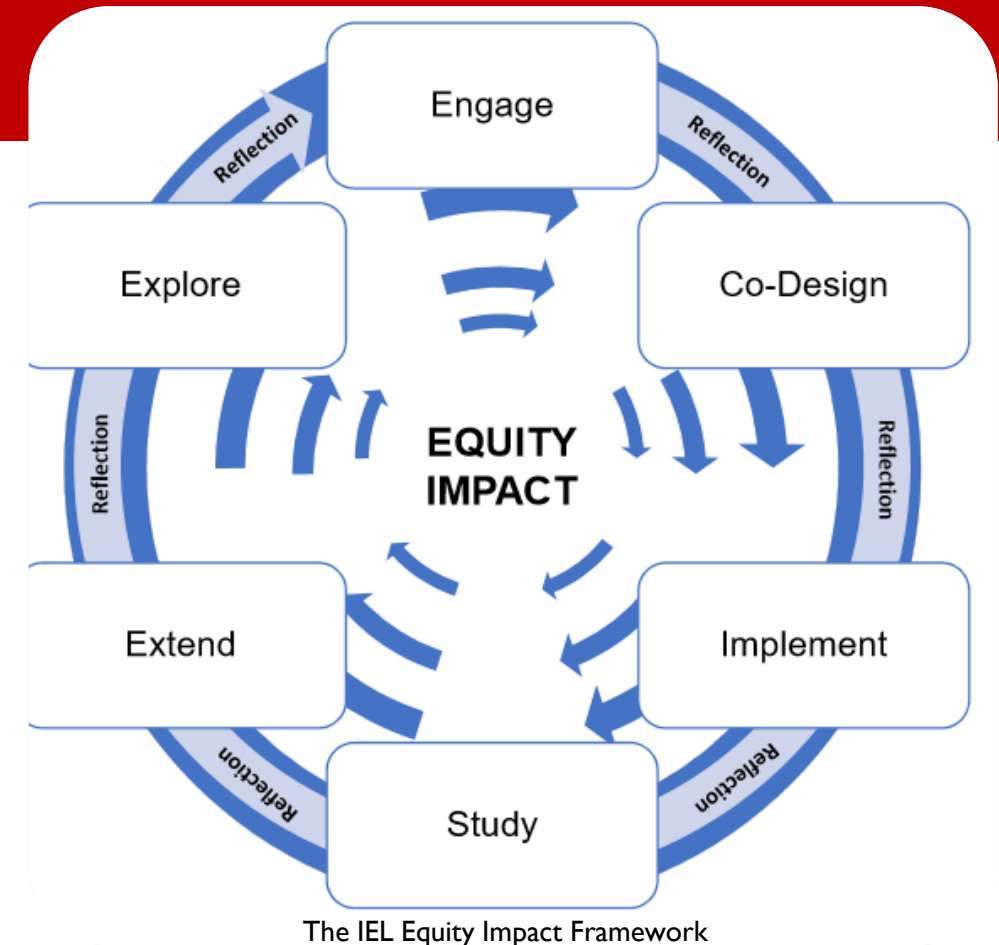 Engage
Reflection
Reflection
Explore
Co-Design
Reflection
EQUITY
IMPACT
Reflection
Extend
Implement
Reflection
Reflection
Study
The IEL Equity Impact Framework